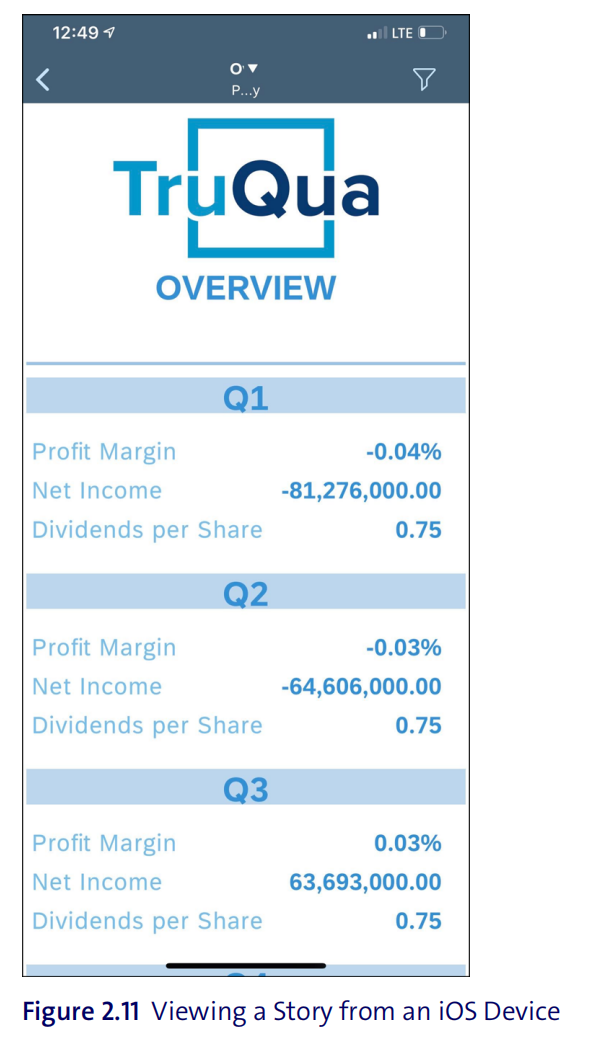 12:49
LTE
O'
P...y
TruQua
OVERVIEW
Q1
Profit Margin -0.04%
Net Income -81,276,000.00
Dividends per Share 0.75
Q2
Profit Margin -0.03%
Net Income -64,606,000.00
Dividends per Share 0.75
Q3
Profit Margin 0.03%
Net Income 63,693,000.00
Dividends per Share 0.75
Figure 2.11 Viewing a Story from an iOS Device